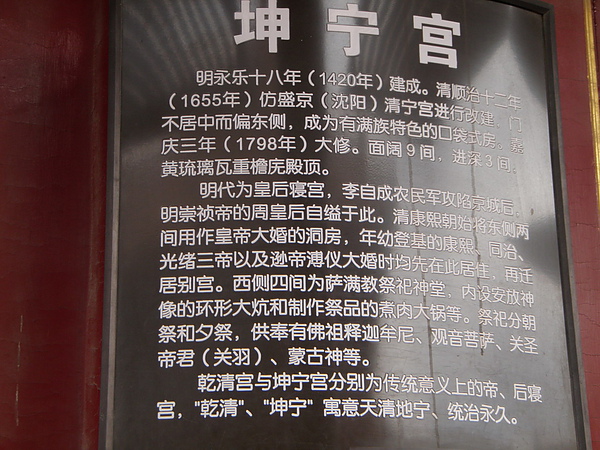 坤宁宫
明永乐十八年（1420年）建成。清顺治十二年
（1655年）仿盛京（沈阳）清宁宫进行改建，门
不居中而偏东侧，成为有满族特色的口袋式房。嘉
庆三年（1798年）大修。面阔9间，进深3间，
黄琉璃瓦重檐庑殿顶。
明代为皇后寝宫，李自成农民军攻陷京城后，
明崇祯帝的周皇后自缢于此。清康熙朝始将东侧两
间用作皇帝大婚的洞房，年幼登基的康熙、同治、
光绪三帝以及逊帝溥仪大婚时均先在此居住，再迁
居别宫。西侧四间为萨满教祭祀神堂，内设安放神
像的环形大炕和制作祭品的煮肉大锅等。祭祀分朝
祭和夕祭，供奉有佛祖释迦牟尼、观音菩萨、关圣
帝君（关羽）、蒙古神等。
乾清宫与坤宁宫分别为传统意义上的帝、后寝
宫，"乾清"、"坤宁" 寓意天清地宁、统治永久。